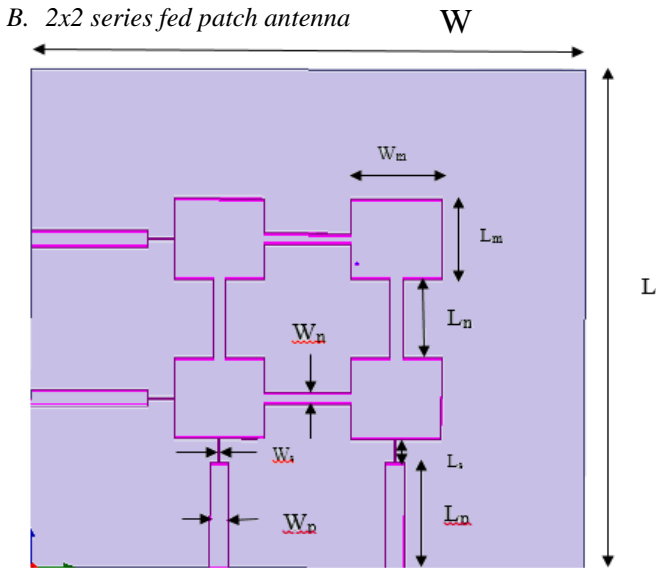 B. 2x2 series fed patch antenna
W
Wm
Lm
L
Ln
Wn
Ws
Ls
Wp
Lp